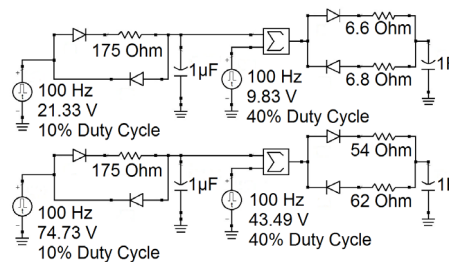 175 Ohm
1µF
100 Hz
21.33 V
10% Duty Cycle
Σ
100 Hz
9.83 V
40% Duty Cycle
6.6 Ohm
6.8 Ohm
175 Ohm
1µF
100 Hz
74.73 V
10% Duty Cycle
Σ
100 Hz
43.49 V
40% Duty Cycle
54 Ohm
62 Ohm